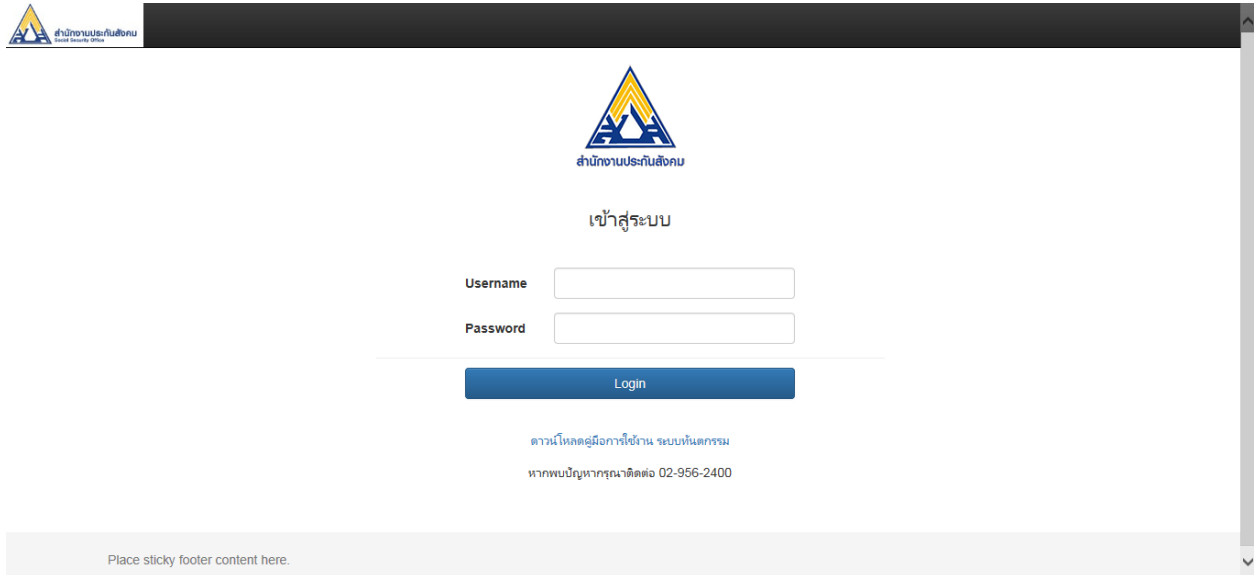 สำนักงานประกันสังคม
Social Security Office
สำนักงานประกันสังคม
เข้าสู่ระบบ
Username
Password
Login
ดาวน์โหลดคู่มือการใช้งาน ระบบทันตกรรม
หากพบปัญหากรุณาติดต่อ 02-956-2400
Place sticky footer content here.